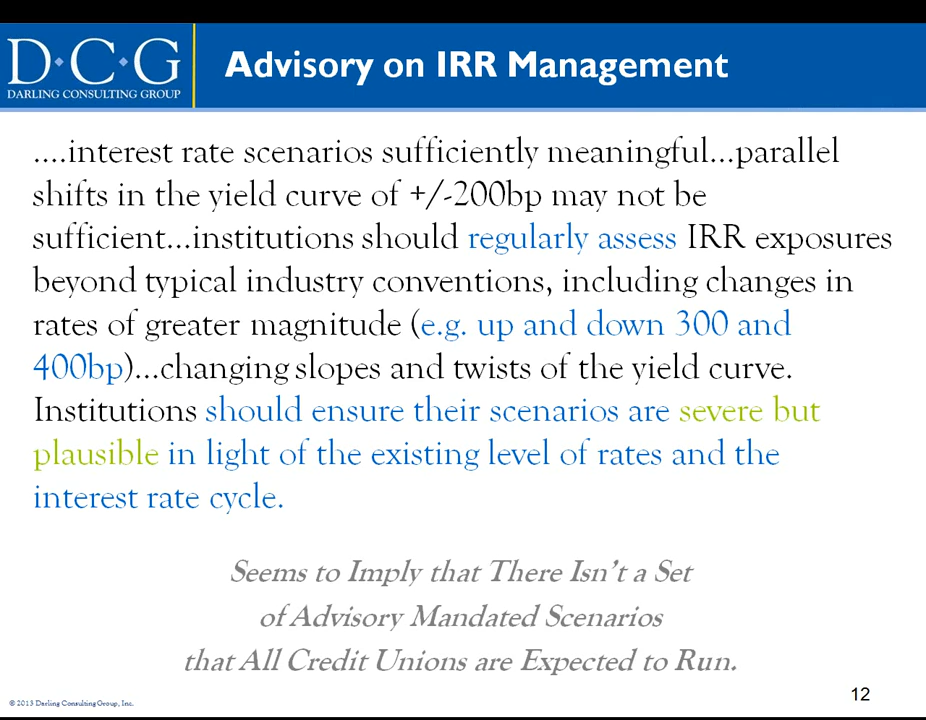 D·C·G
DARLING CONSULTING GROUP
Advisory on IRR Management
....interest rate scenarios sufficiently meaningful...parallel
shifts in the yield curve of +/-200bp may not be
sufficient...institutions should regularly assess IRR exposures
beyond typical industry conventions, including changes in
rates of greater magnitude (e.g. up and down 300 and
400bp)...changing slopes and twists of the yield curve.
Institutions should ensure their scenarios are severe but
plausible in light of the existing level of rates and the
interest rate cycle.
Seems to Imply that There Isn't a Set
of Advisory Mandated Scenarios
that All Credit Unions are Expected to Run.
© 2013 Darling Consulting Group, Inc.
12